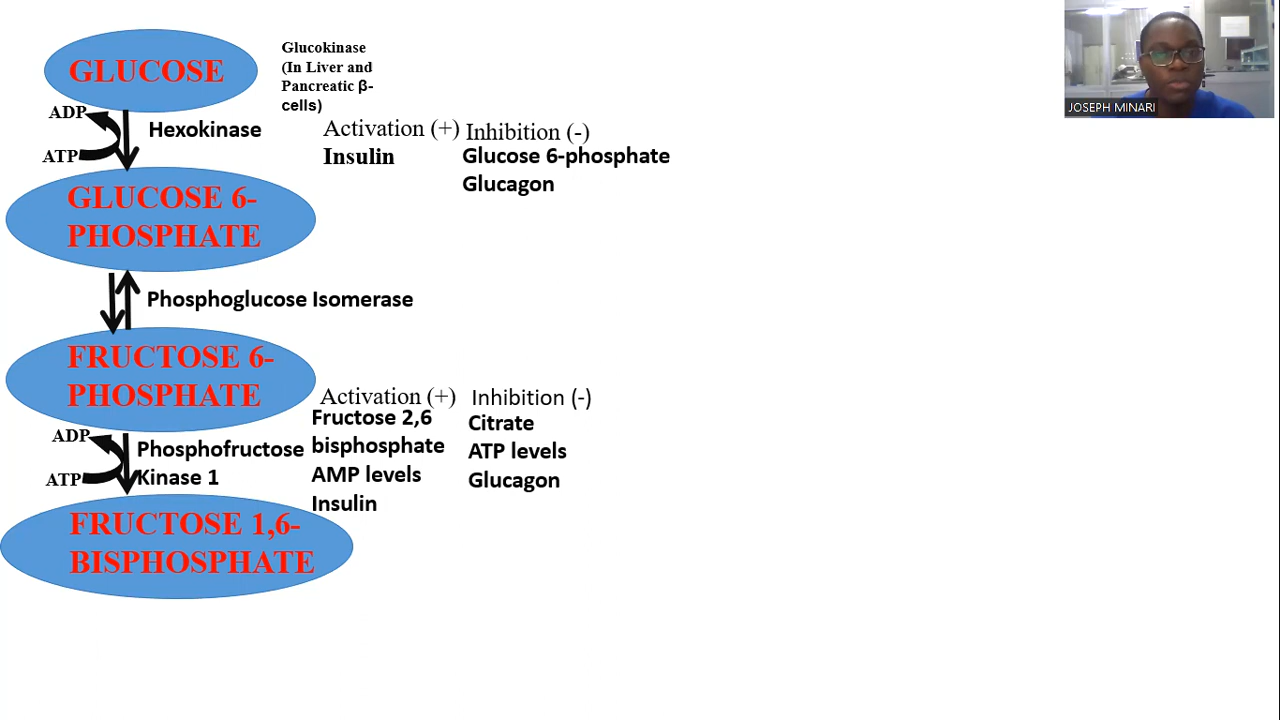 GLUCOSE
Glucokinase
(In Liver and
Pancreatic β-
cells)
ADP
ATP
Hexokinase
Activation (+)
Insulin
Inhibition (-)
Glucose 6-phosphate
Glucagon
GLUCOSE 6-
PHOSPHATE
Phosphoglucose Isomerase
FRUCTOSE 6-
PHOSPHATE
Activation (+)
Fructose 2,6
bisphosphate
AMP levels
Insulin
Inhibition (-)
Citrate
ATP levels
Glucagon
ADP
ATP
Phosphofructose
Kinase 1
FRUCTOSE 1,6-
BISPHOSPHATE
JOSEPH MINARI